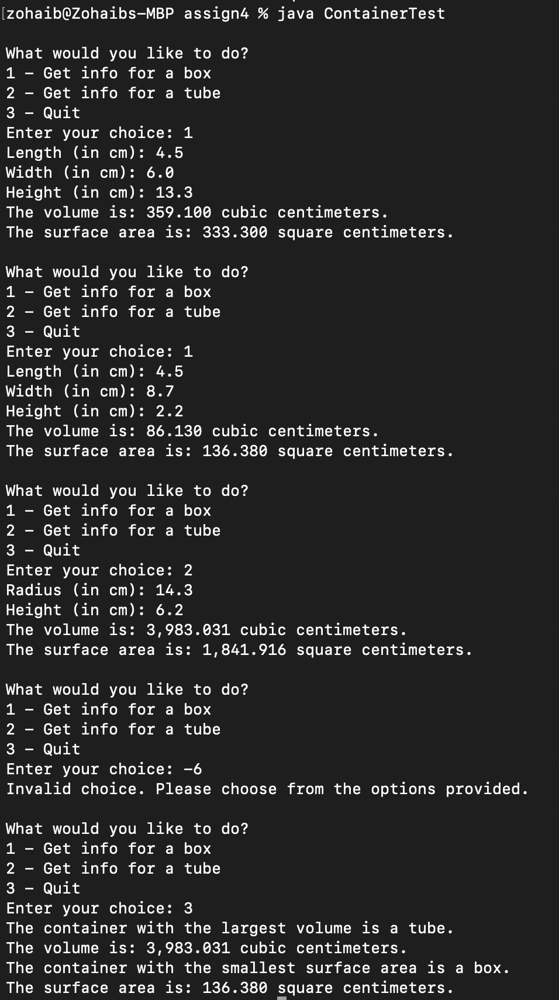 [zohaib@Zohaibs-MBP assign4 % java ContainerTest
What would you like to do?
1 - Get info for a box
2 - Get info for a tube
3 - Quit
Enter your choice: 1
Length (in cm): 4.5
Width (in cm): 6.0
Height (in cm): 13.3
The volume is: 359.100 cubic centimeters.
The surface area is: 333.300 square centimeters.
What would you like to do?
1 - Get info for a box
2 - Get info for a tube
3 - Quit
Enter your choice: 1
Length (in cm): 4.5
Width (in cm): 8.7
Height (in cm): 2.2
The volume is: 86.130 cubic centimeters.
The surface area is: 136.380 square centimeters.
What would you like to do?
1 - Get info for a box
2 - Get info for a tube
3 - Quit
Enter your choice: 2
Radius (in cm): 14.3
Height (in cm): 6.2
The volume is: 3,983.031 cubic centimeters.
The surface area is: 1,841.916 square centimeters.
What would you like to do?
1 - Get info for a box
2 - Get info for a tube
3 - Quit
Enter your choice: -6
Invalid choice. Please choose from the options provided.
What would you like to do?
1 - Get info for a box
2 - Get info for a tube
3 - Quit
Enter your choice: 3
The container with the largest volume is a tube.
The volume is: 3,983.031 cubic centimeters.
The container with the smallest surface area is a box.
The surface area is: 136.380 square centimeters.